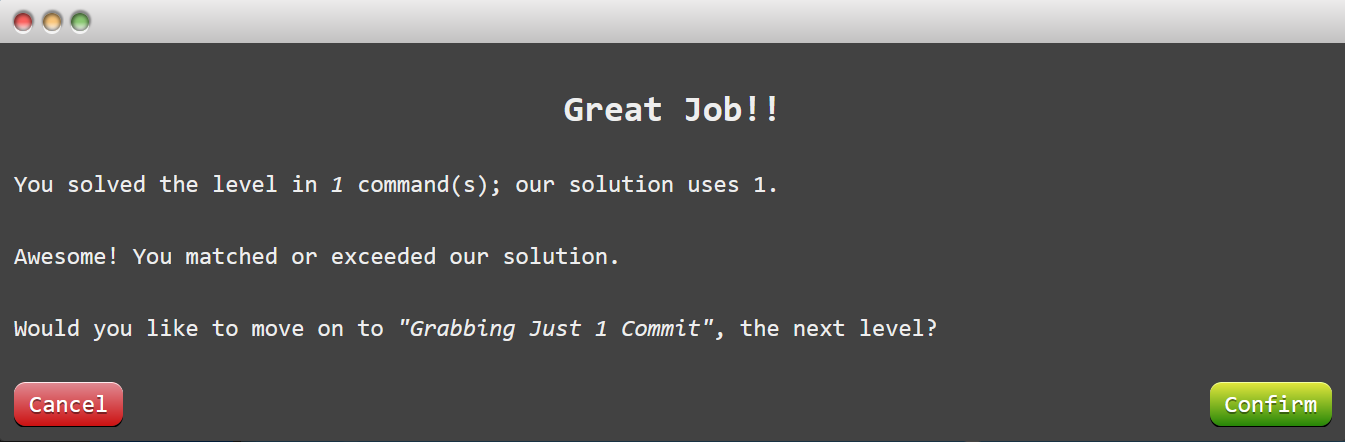 Great Job!!
You solved the level in 1 command(s); our solution uses 1.
Awesome! You matched or exceeded our solution.
Would you like to move on to "Grabbing Just 1 Commit", the next level?
Cancel
Confirm